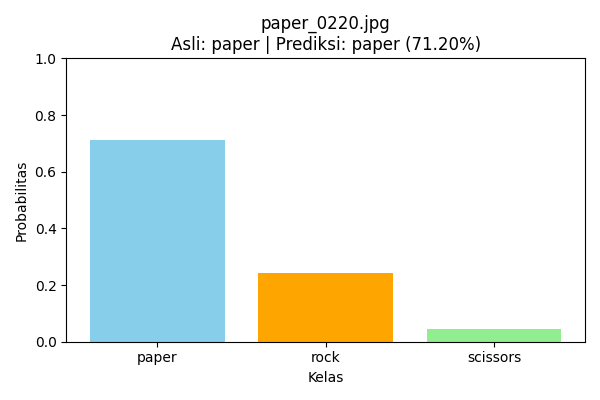 paper_0220.jpg
Asli: paper | Prediksi: paper (71.20%)
Probabilitas
1.0
0.8
0.6
0.4
0.2
0.0
paper rock scissors
Kelas